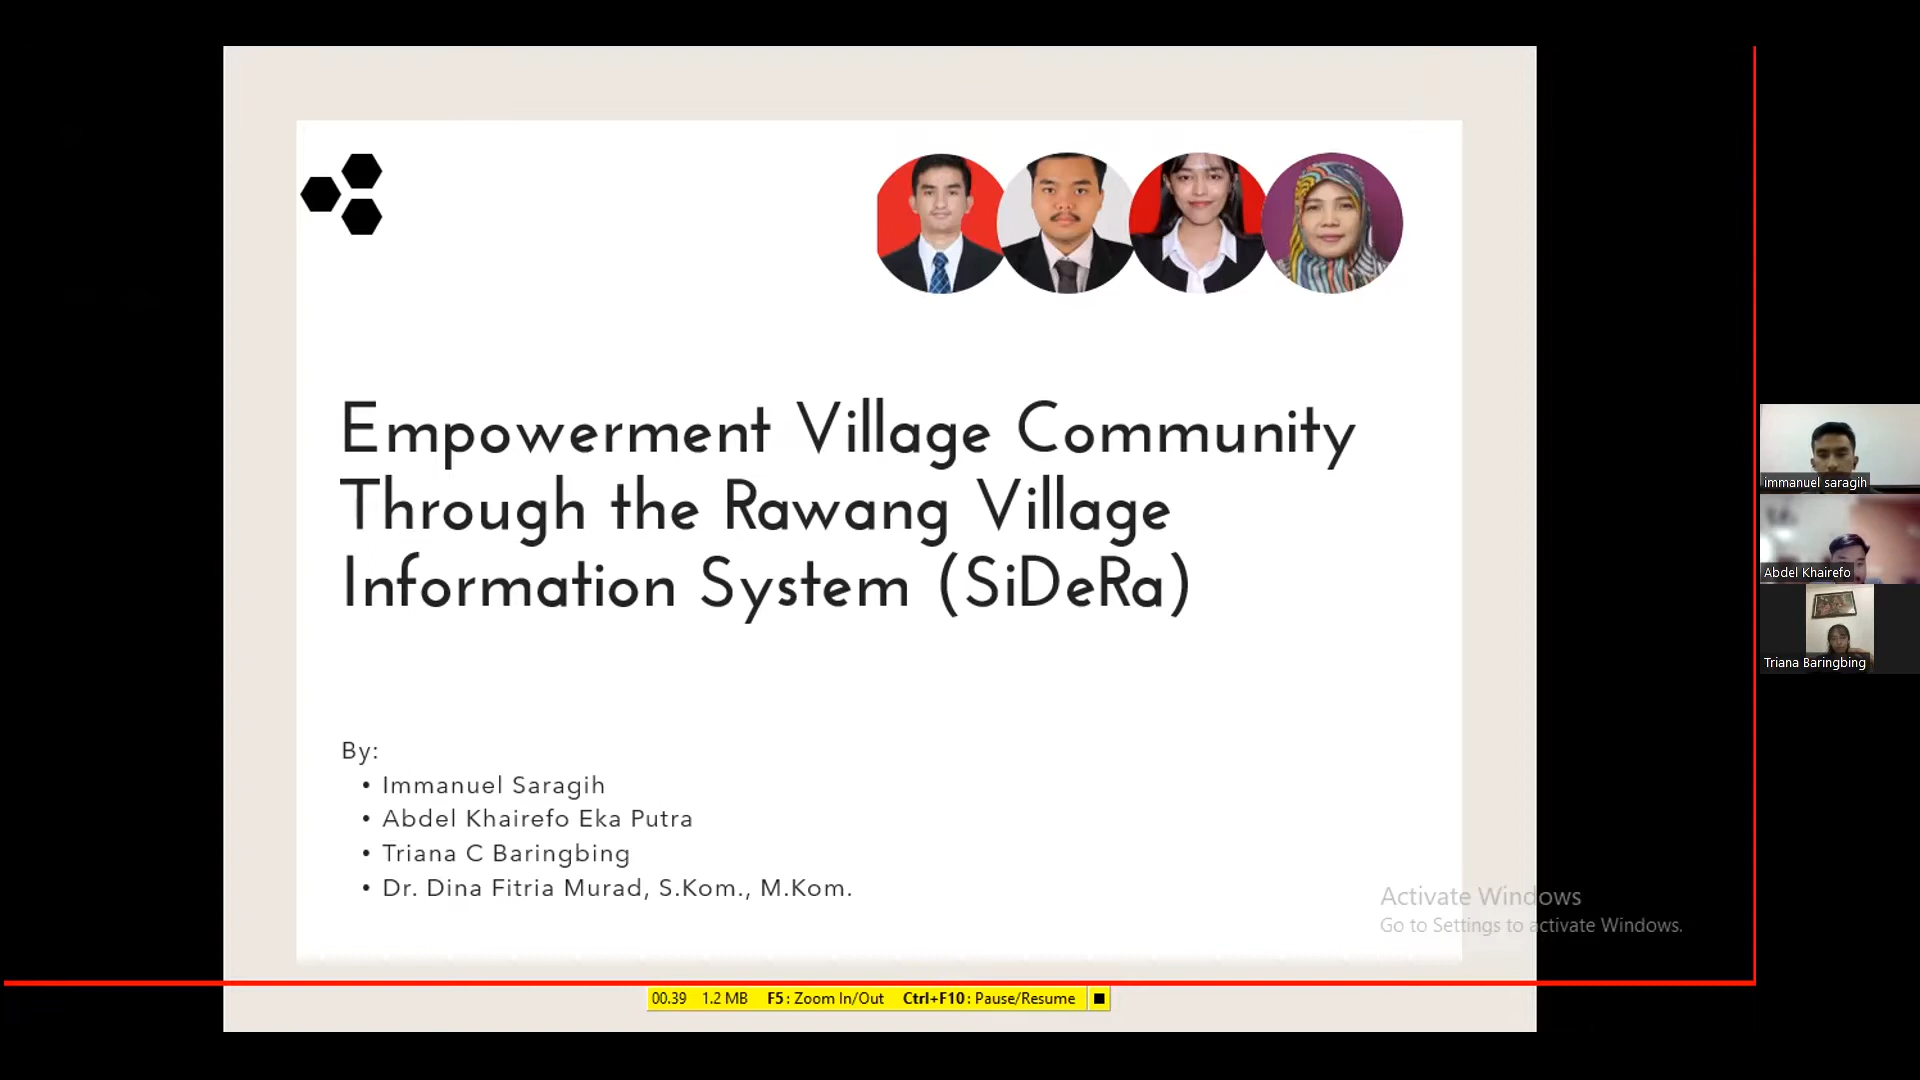 Empowerment Village Community
Through the Rawang Village
Information System (SiDeRa)
By:
• Immanuel Saragih
• Abdel Khairefo Eka Putra
• Triana C Baringbing
• Dr. Dina Fitria Murad, S.Kom., M.Kom.
Activate Windows
Go to Settings to activate Windows.
00.39 1.2 MB F5: Zoom In/Out Ctrl+F10: Pause/Resume
immanuel saragih
Abdel Khairefo
Triana Baringbing